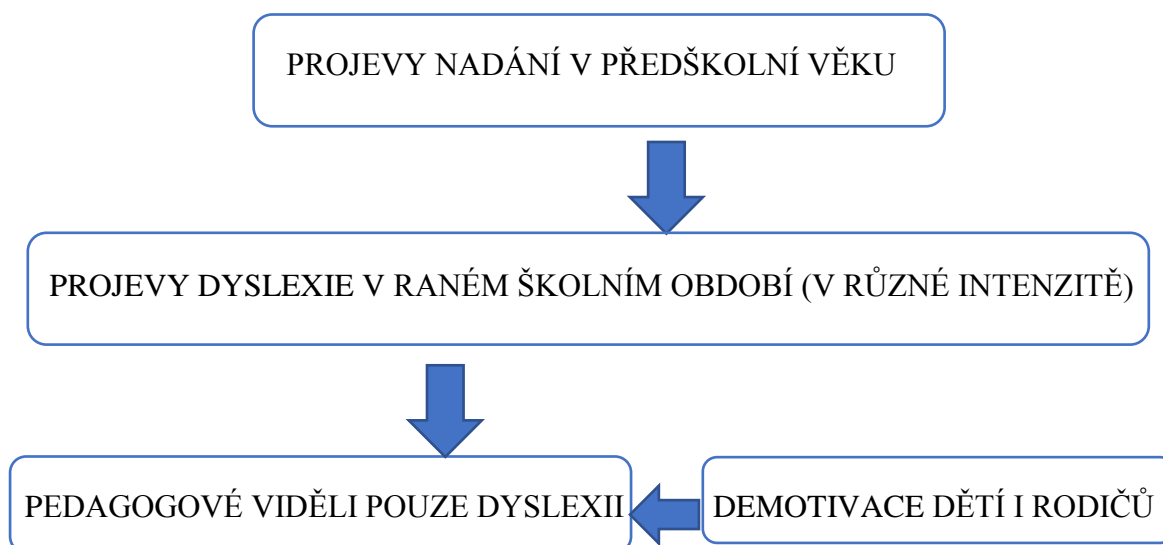 PROJEVY NADÁNÍ V PŘEDŠKOLNÍ VĚKU
PROJEVY DYSLEXIE V RANÉM ŠKOLNÍM OBDOBÍ (V RŮZNÉ INTENZITĚ)
PEDAGOGOVÉ VIDĚLI POUZE DYSLEXII
DEMOTIVACE DĚTÍ I RODIČŮ